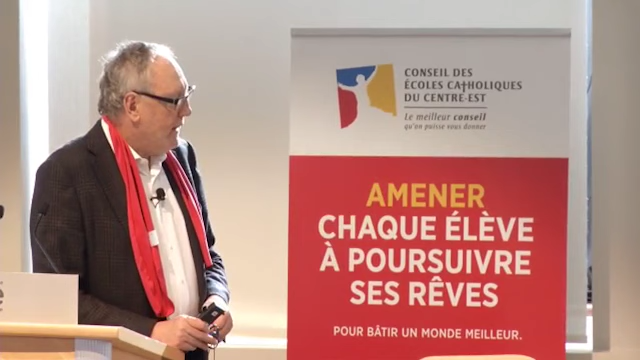 CONSEIL DES
ÉCOLES CATHOLIQUES
DU CENTRE-EST
Le meilleur conseil
qu'on puisse vous donner
AMENER
CHAQUE ÉLÈVE
À POURSUIVRE
SES RÊVES
POUR BÂTIR UN MONDE MEILLEUR.